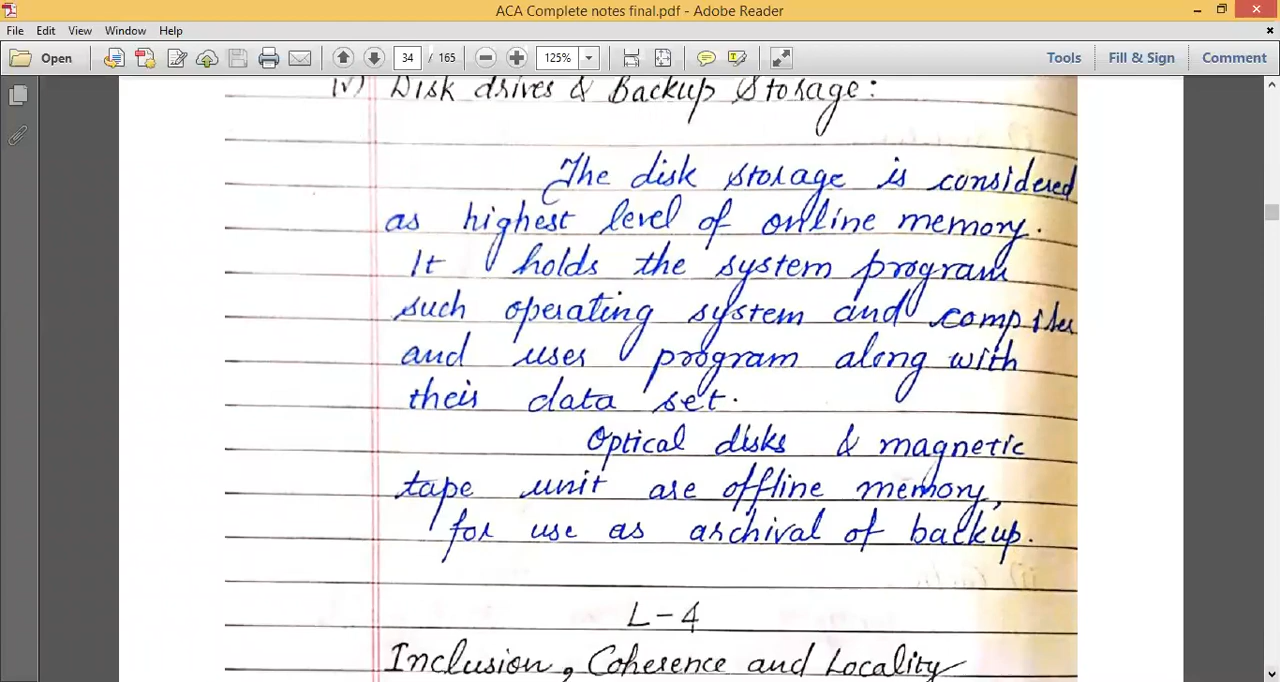 ACA Complete notes final.pdf - Adobe Reader
File Edit View Window Help
Open 34 / 165 125% Tools Fill & Sign Comment
iv) Disk drives & Backup Storage:
The disk storage is considered
as highest level of online memory.
It holds the system program
such operating system and compiler
and user program along with
their data set.
Optical disks & magnetic
tape unit are offline memory,
for use as archival of backup.
L-4
Inclusion, Coherence and Locality